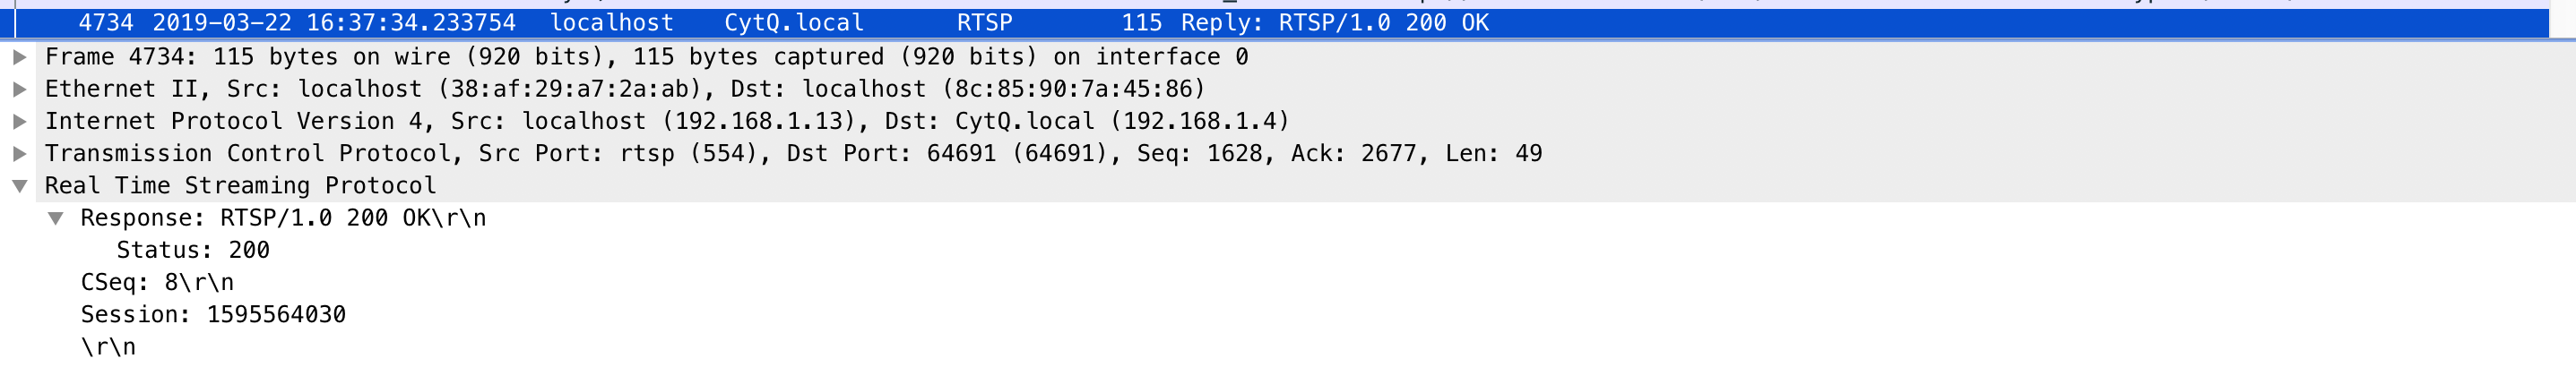 4734 2019-03-22 16:37:34.233754 localhost CytQ.local RTSP 115 Reply: RTSP/1.0 200 OK
Frame 4734: 115 bytes on wire (920 bits), 115 bytes captured (920 bits) on interface 0
Ethernet II, Src: localhost (38:af:29:a7:2a:ab), Dst: localhost (8c:85:90:7a:45:86)
Internet Protocol Version 4, Src: localhost (192.168.1.13), Dst: CytQ.local (192.168.1.4)
Transmission Control Protocol, Src Port: rtsp (554), Dst Port: 64691 (64691), Seq: 1628, Ack: 2677, Len: 49
Real Time Streaming Protocol
Response: RTSP/1.0 200 OK\r\n
Status: 200
CSeq: 8\r\n
Session: 1595564030
\r\n